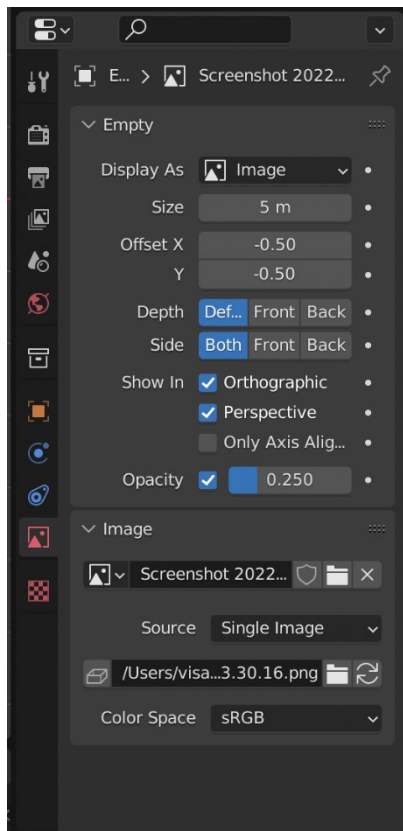 E... > Screenshot 2022...
Empty
Display As Image
Size 5 m
Offset X -0.50
Y -0.50
Depth Def... Front Back
Side Both Front Back
Show In Orthographic
Perspective
Only Axis Alig...
Opacity 0.250
Image
Screenshot 2022...
Source Single Image
/Users/visa...3.30.16.png
Color Space sRGB